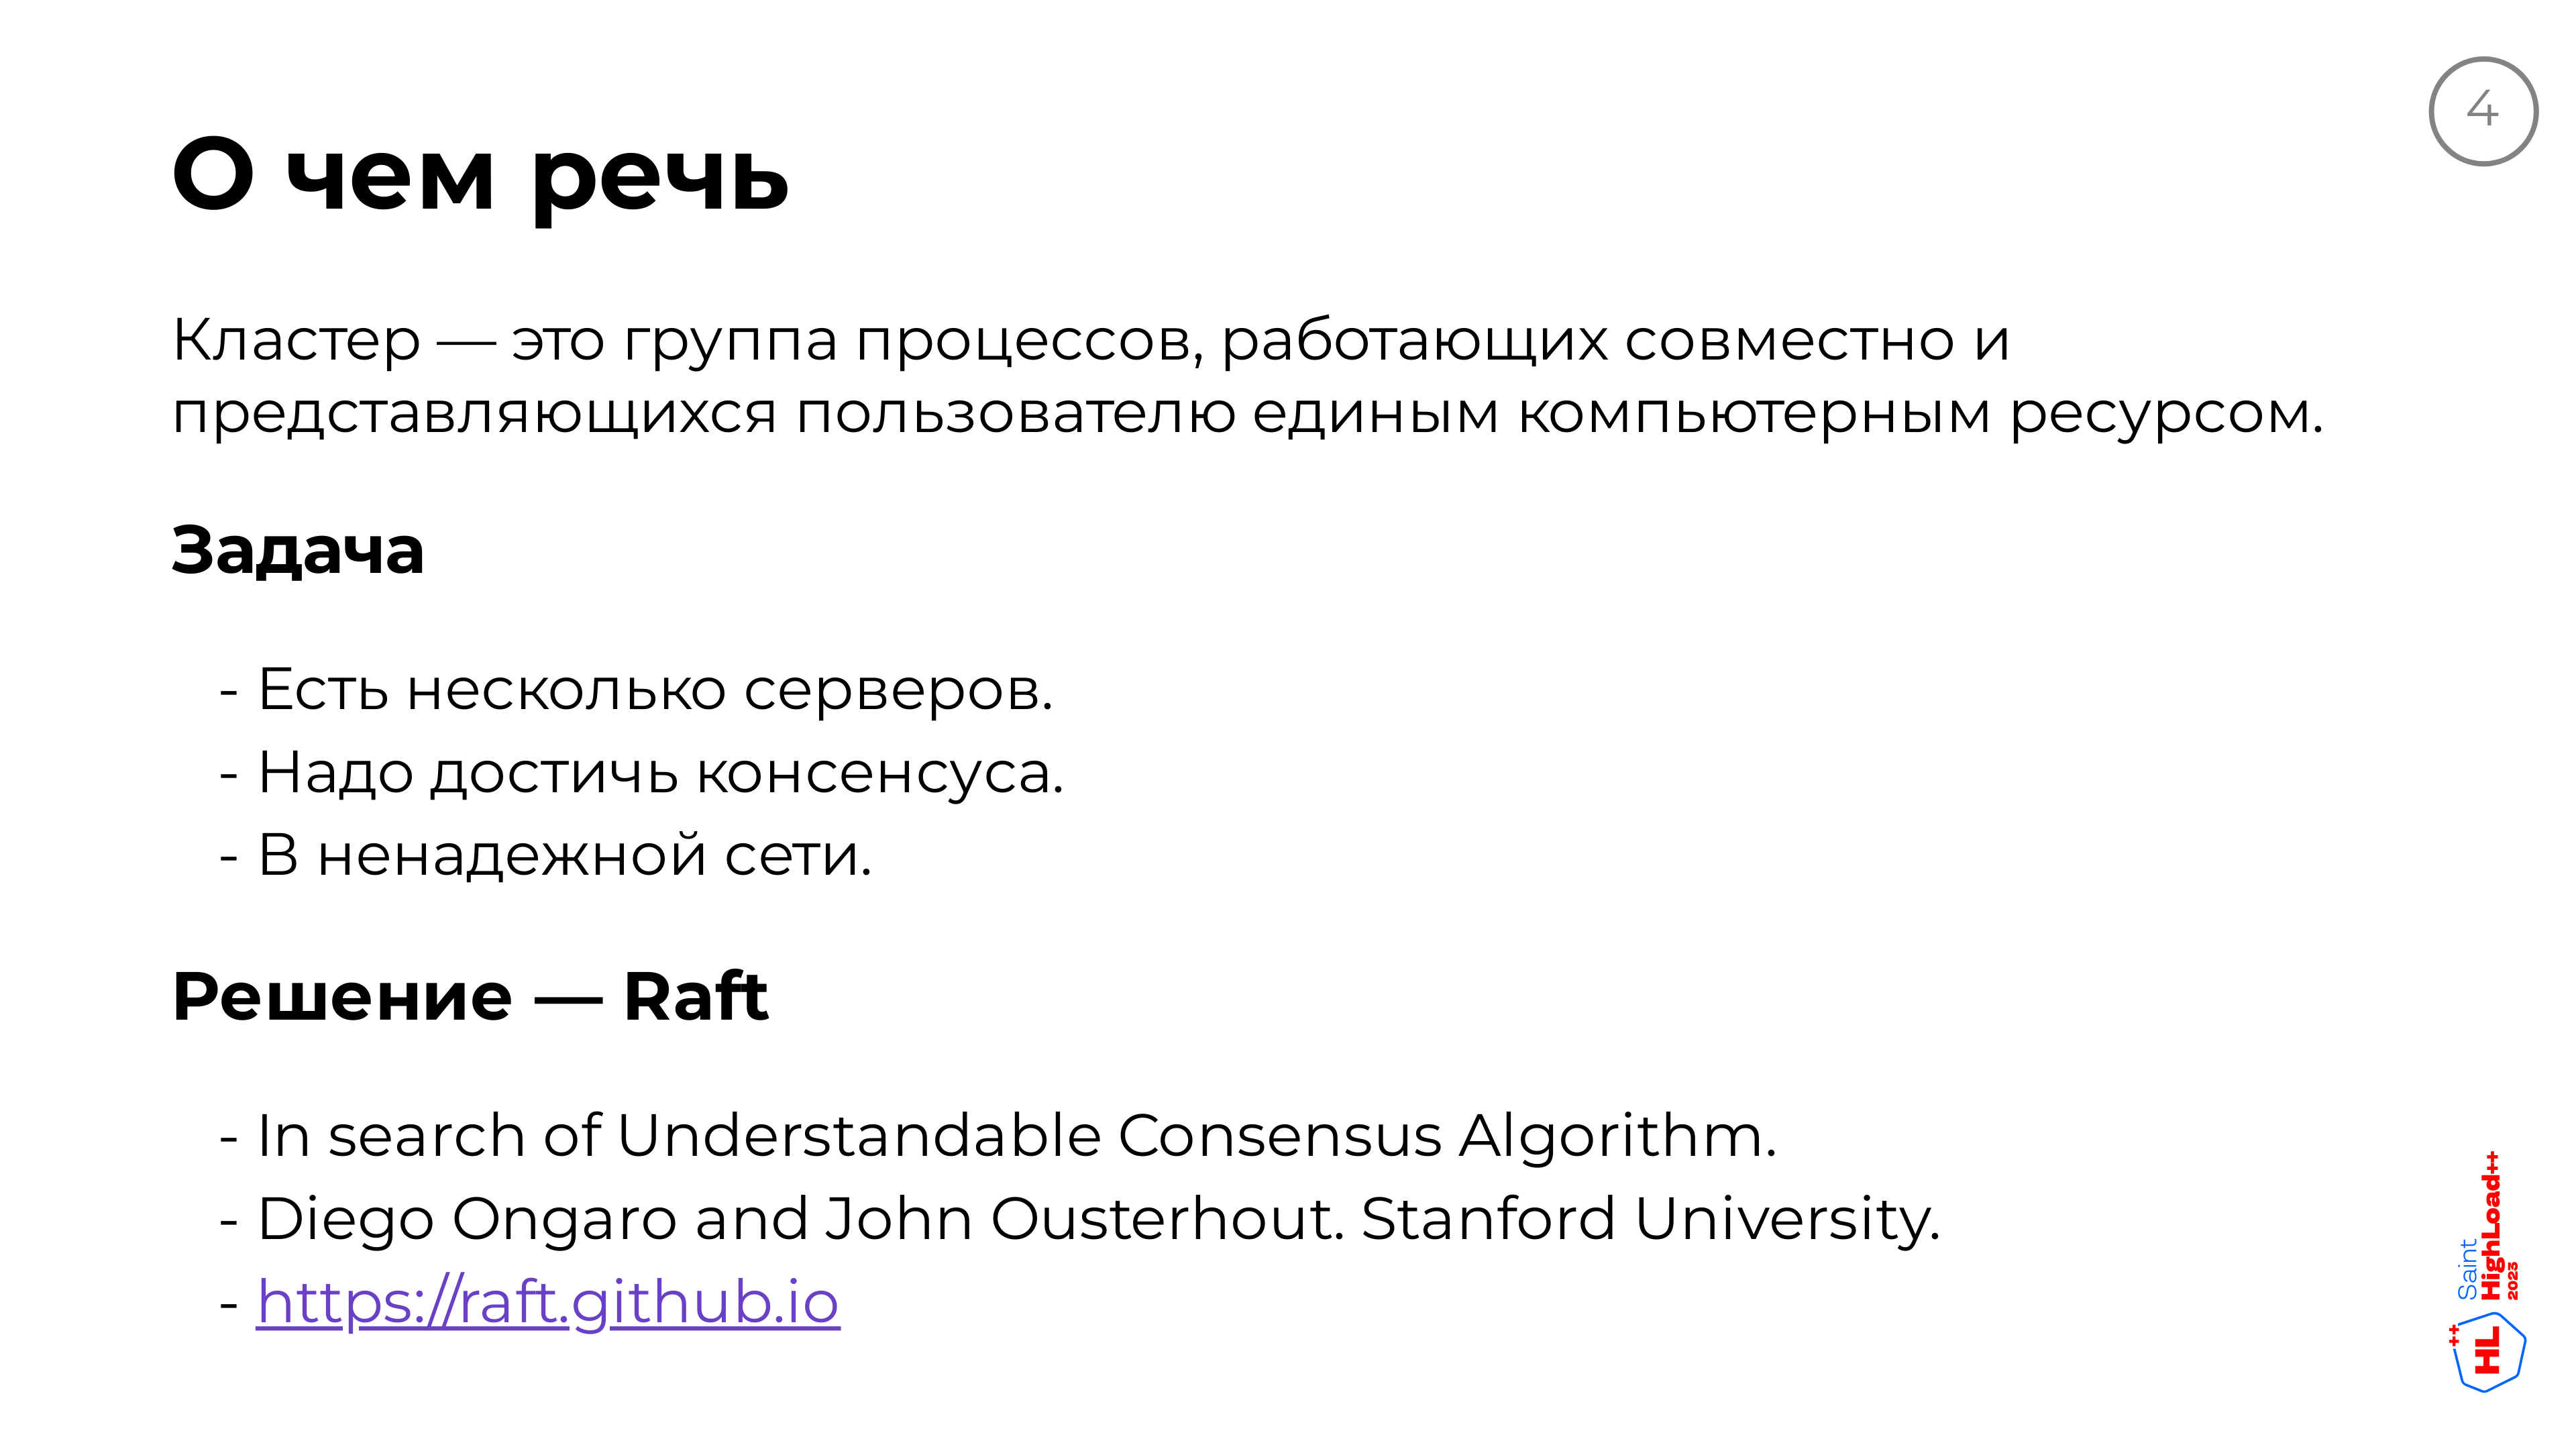 4
О чем речь
Кластер — это группа процессов, работающих совместно и
представляющихся пользователю единым компьютерным ресурсом.
Задача
- Есть несколько серверов.
- Надо достичь консенсуса.
- В ненадежной сети.
Решение — Raft
- In search of Understandable Consensus Algorithm.
- Diego Ongaro and John Ousterhout. Stanford University.
- https://raft.github.io
Saint
HighLoad++
2023
HL++